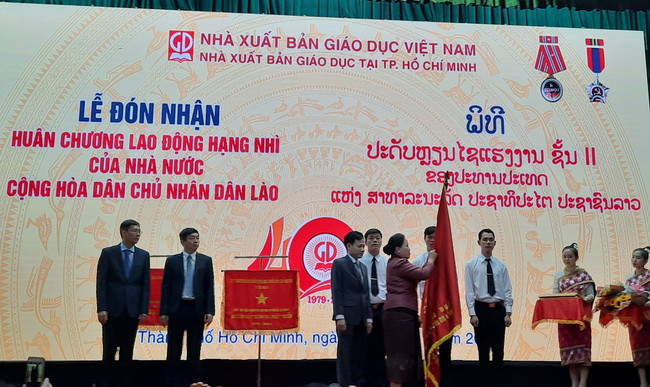 NHÀ XUẤT BẢN GIÁO DỤC VIỆT NAM
NHÀ XUẤT BẢN GIÁO DỤC TẠI TP. HỒ CHÍ MINH
LỄ ĐÓN NHẬN
HUÂN CHƯƠNG LAO ĐỘNG HẠNG NHÌ
CỦA NHÀ NƯỚC
CỘNG HÒA DÂN CHỦ NHÂN DÂN LÀO
ພິທີ
ປະດັບຫຼຽນໄຊແຮງງານ ຊັ້ນ II
ຂອງປະທານປະເທດ
ແຫ່ງ ສາທາລະນະລັດ ປະຊາທິປະໄຕ ປະຊາຊົນລາວ
1979
Hồ Chí Minh, ngày